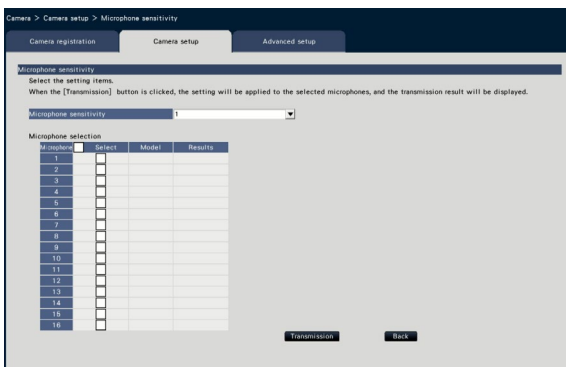 Camera > Camera setup > Microphone sensitivity
Camera registration Camera setup Advanced setup
Microphone sensitivity
Select the setting items.
When the [Transmission] button is clicked, the setting will be applied to the selected microphones, and the transmission result will be displayed.
Microphone sensitivity 1
Microphone selection
Microphone Select Model Results
1
2
3
4
5
6
7
8
9
10
11
12
13
14
15
16
Transmission Back